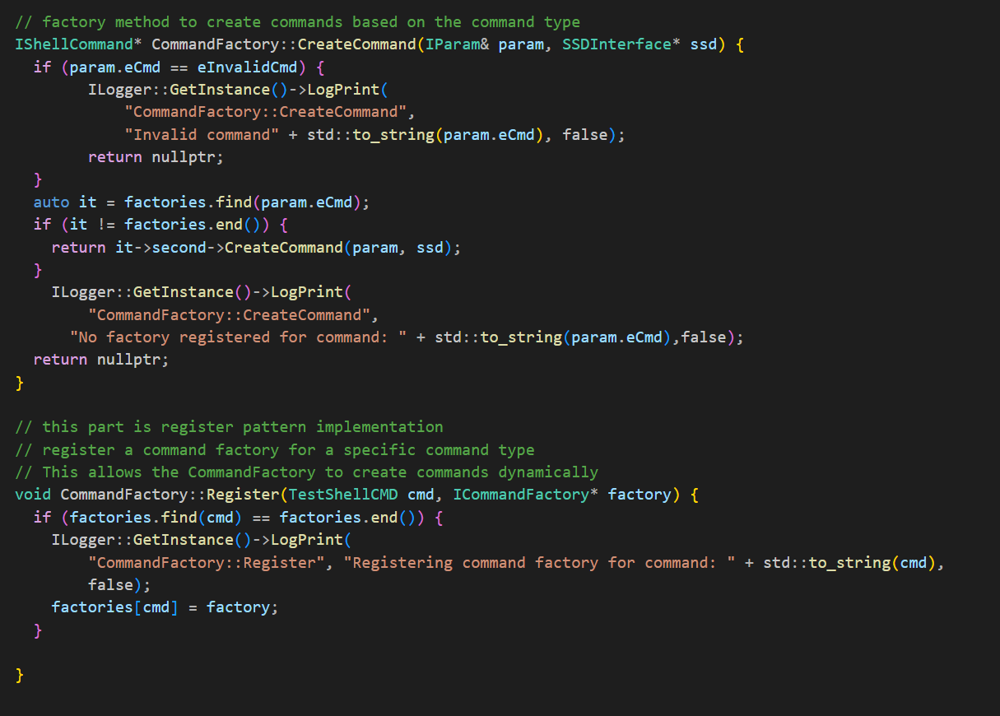 // factory method to create commands based on the command type
IShellCommand* CommandFactory::CreateCommand(IParam& param, SSDInterface* ssd) {
  if (param.eCmd == eInvalidCmd) {
        ILogger::GetInstance()->LogPrint(
            "CommandFactory::CreateCommand",
            "Invalid command" + std::to_string(param.eCmd), false);
        return nullptr;
  }
  auto it = factories.find(param.eCmd);
  if (it != factories.end()) {
    return it->second->CreateCommand(param, ssd);
  }
    ILogger::GetInstance()->LogPrint(
        "CommandFactory::CreateCommand",
      "No factory registered for command: " + std::to_string(param.eCmd),false);
  return nullptr;
}

// this part is register pattern implementation
// register a command factory for a specific command type
// This allows the CommandFactory to create commands dynamically
void CommandFactory::Register(TestShellCMD cmd, ICommandFactory* factory) {
  if (factories.find(cmd) == factories.end()) {
    ILogger::GetInstance()->LogPrint(
        "CommandFactory::Register", "Registering command factory for command: " + std::to_string(cmd),
        false);
    factories[cmd] = factory;
  }

}